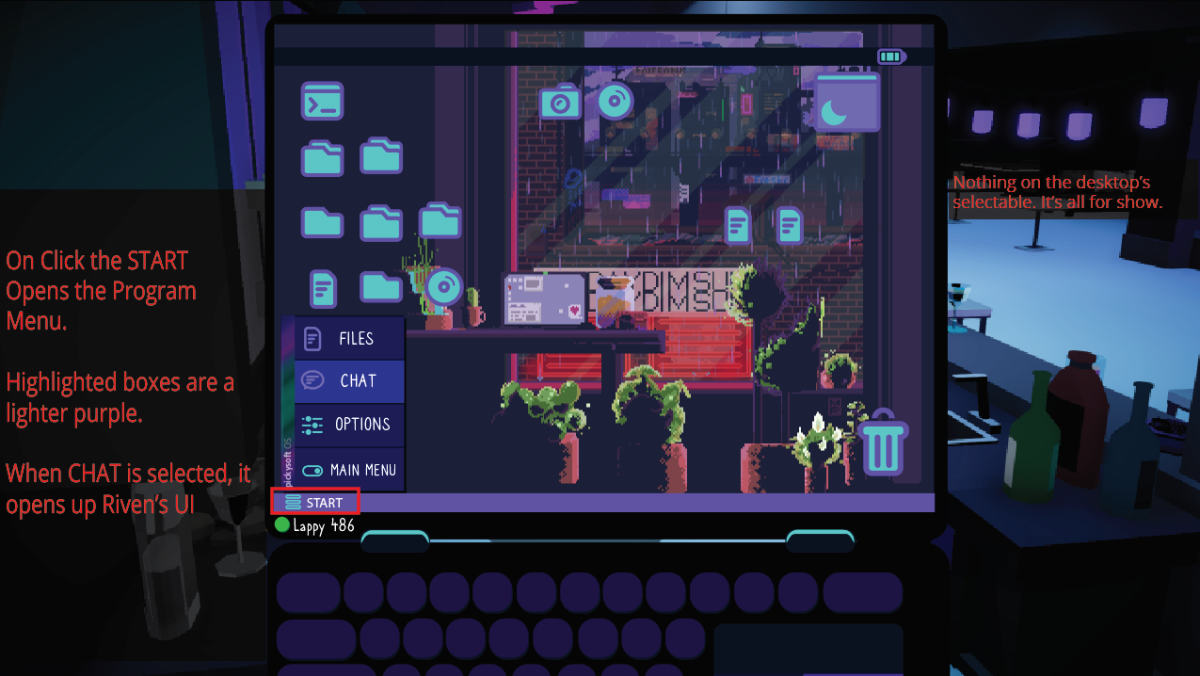 Nothing on the desktop's
selectable. It's all for show.
On Click the START
Opens the Program
Menu.
Highlighted boxes are a
lighter purple.
When CHAT is selected, it
opens up Riven's UI
FILES
CHAT
OPTIONS
MAIN MENU
pickysoft OS
START
Lappy 486